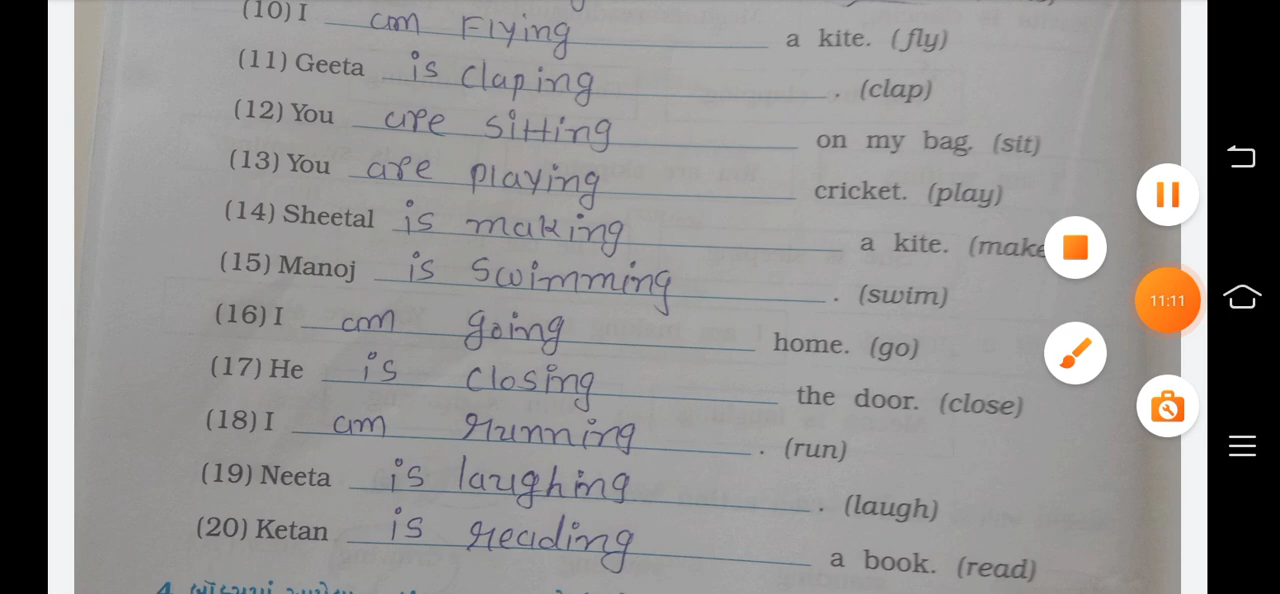 (10) I am Flying a kite. (fly)
(11) Geeta is claping . (clap)
(12) You are sitting on my bag. (sit)
(13) You are playing cricket. (play)
(14) Sheetal is making a kite. (make
(15) Manoj is swimming . (swim)
(16) I am going home. (go)
(17) He is closing the door. (close)
(18) I am running . (run)
(19) Neeta is laughing . (laugh)
(20) Ketan is reading a book. (read)
4.
11:11